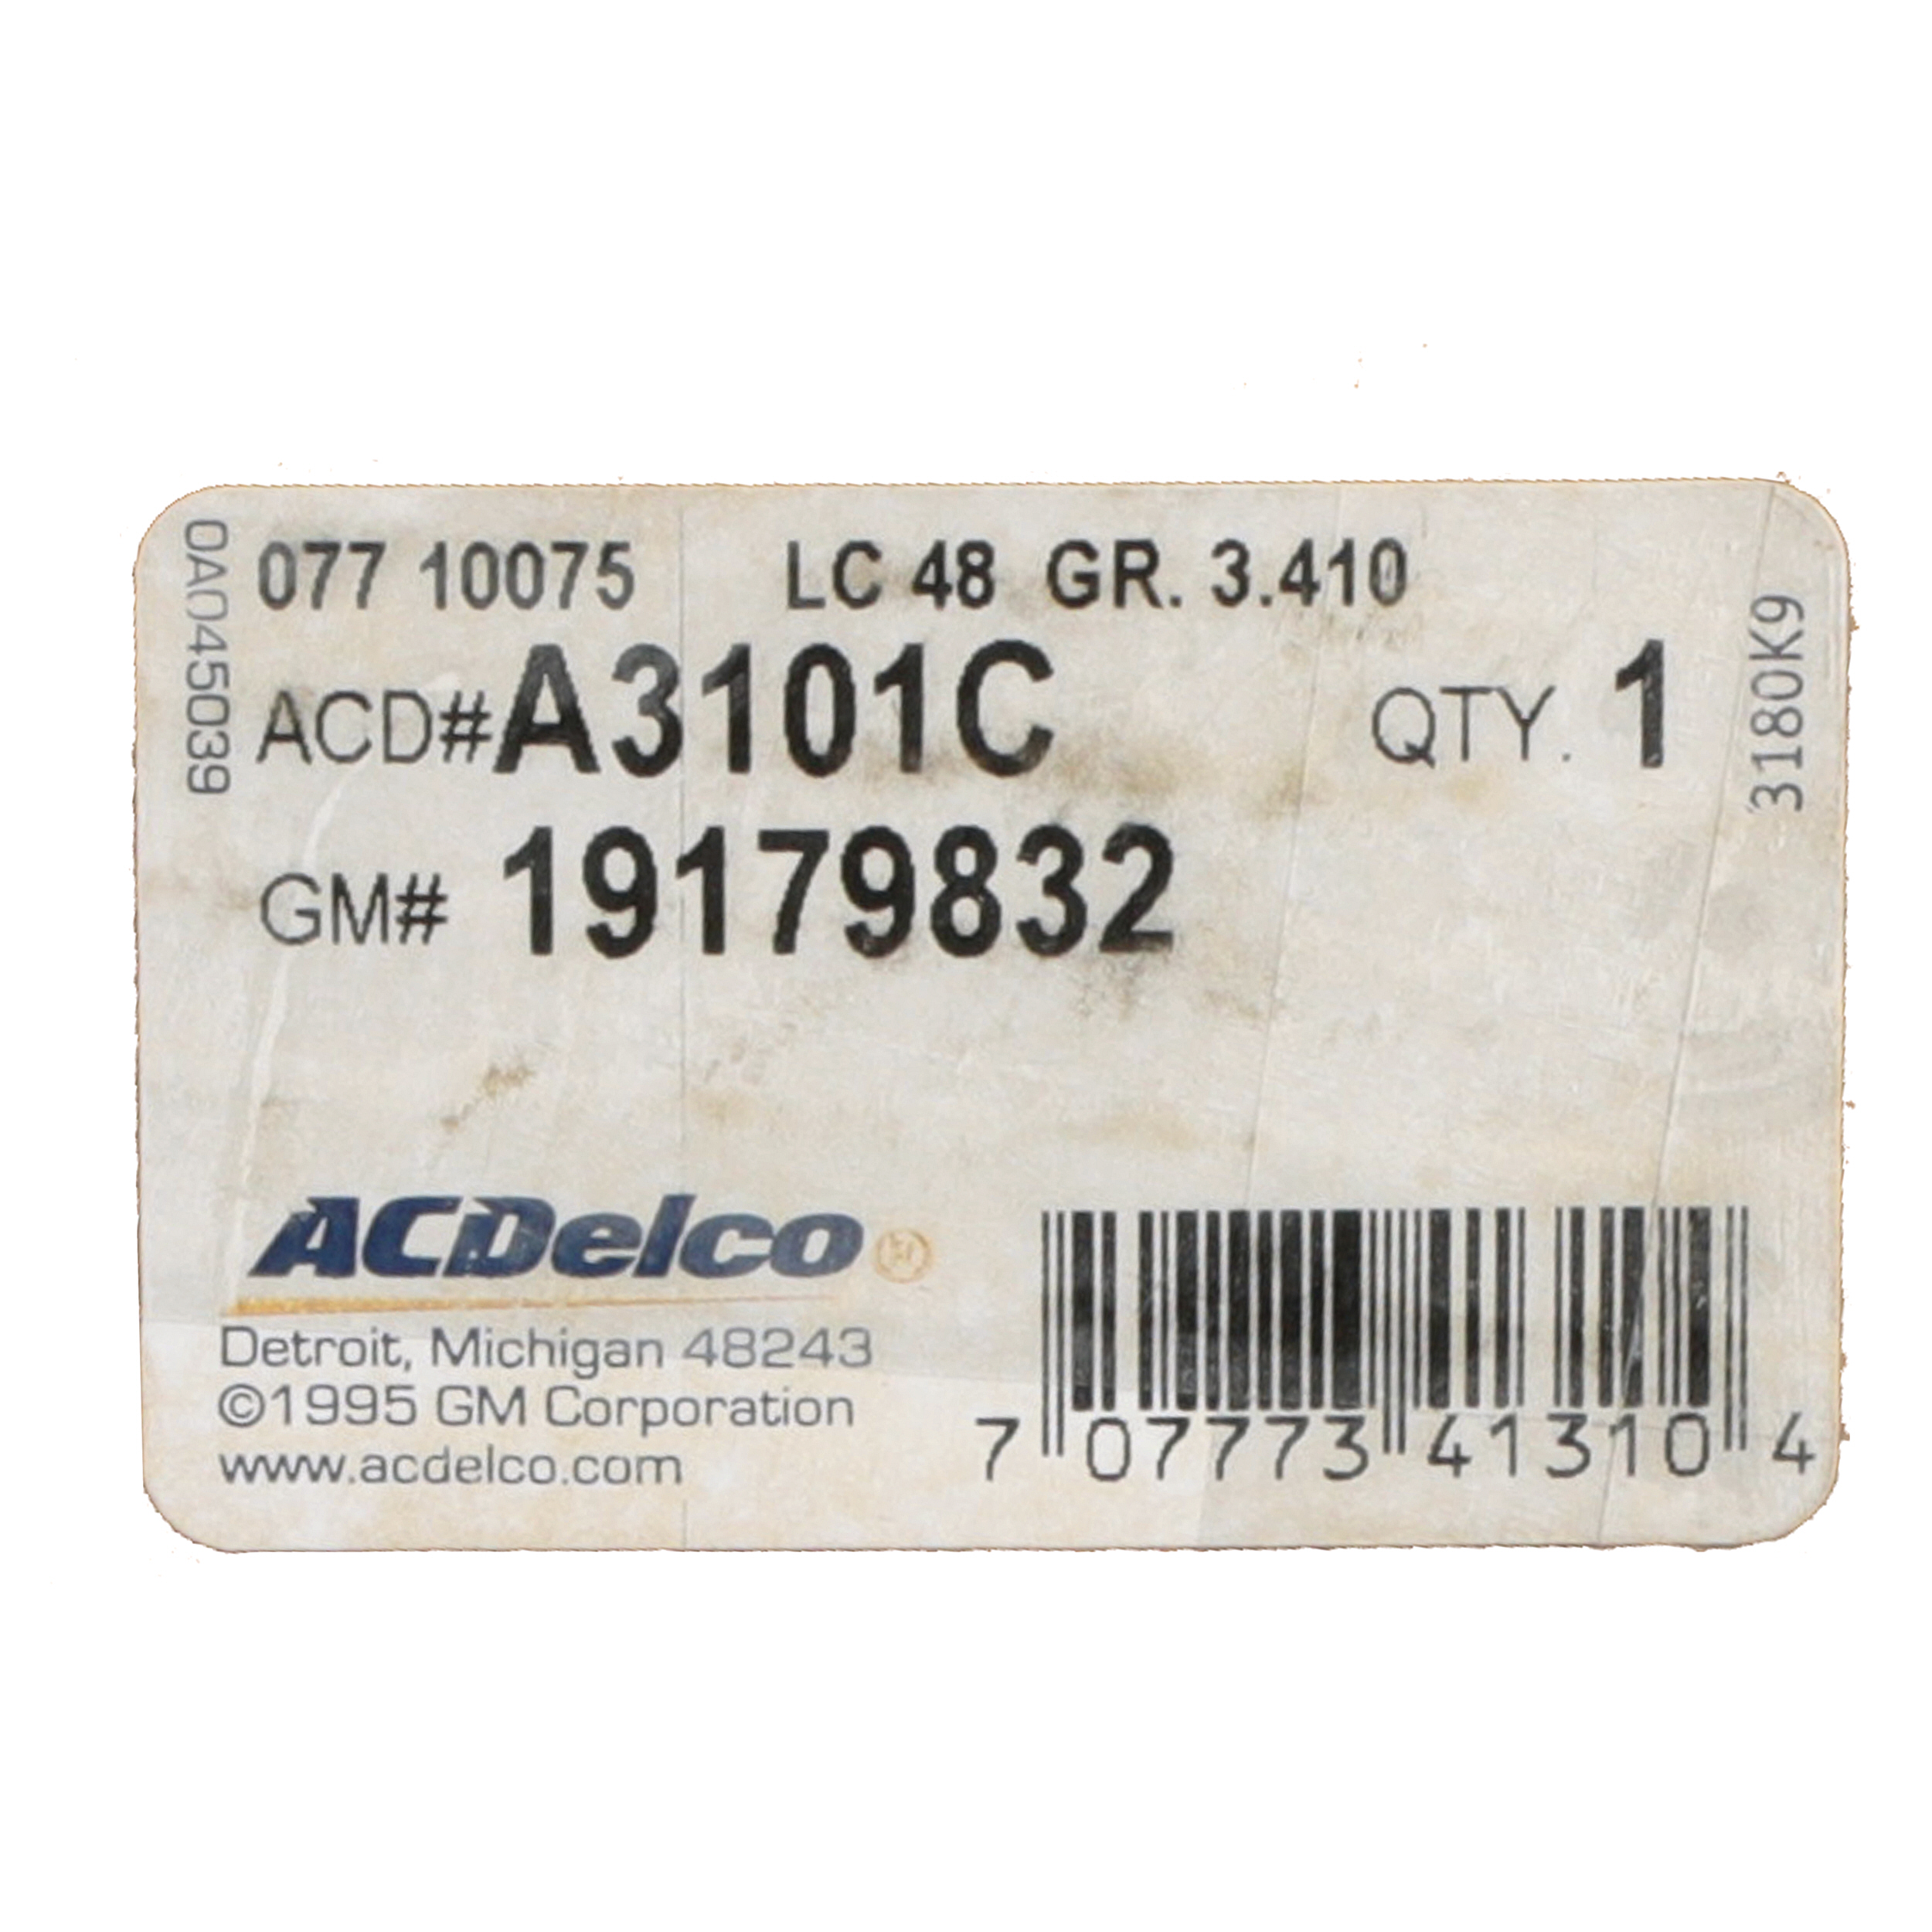 0A045039
077 10075 LC 48 GR. 3.410
ACD# A3101C QTY. 1
3180K9
GM# 19179832
ACDelco ®
Detroit, Michigan 48243
©1995 GM Corporation
www.acdelco.com
7 07773 41310 4